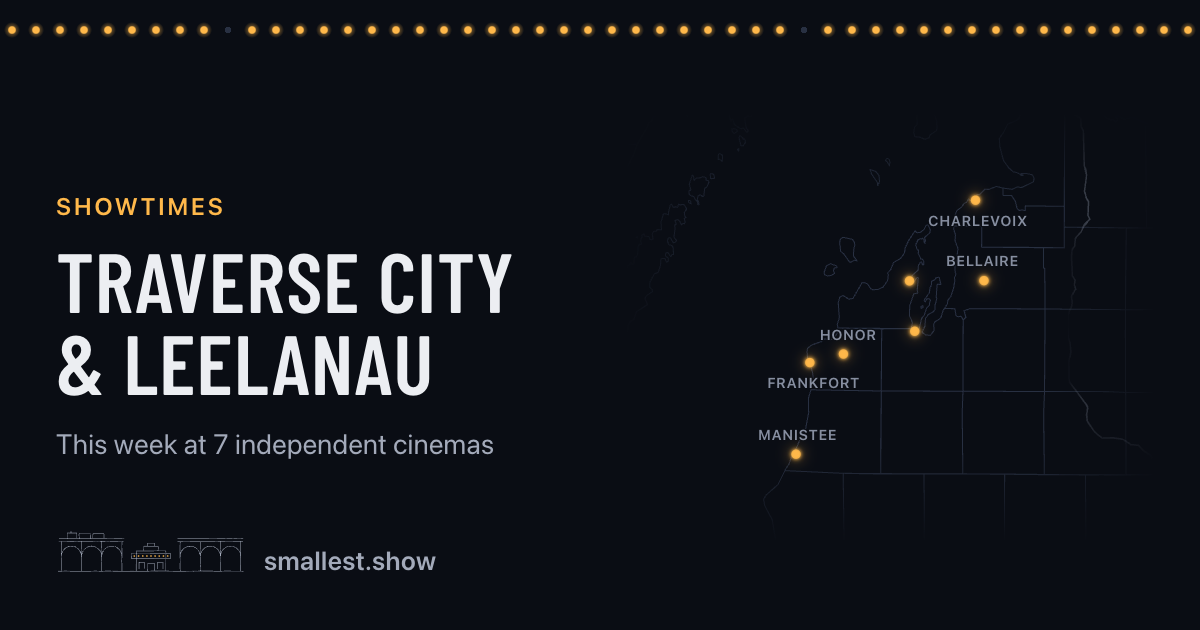 SHOWTIMES
TRAVERSE CITY
& LEELANAU
This week at 7 independent cinemas
smallest.show
CHARLEVOIX
BELLAIRE
HONOR
FRANKFORT
MANISTEE